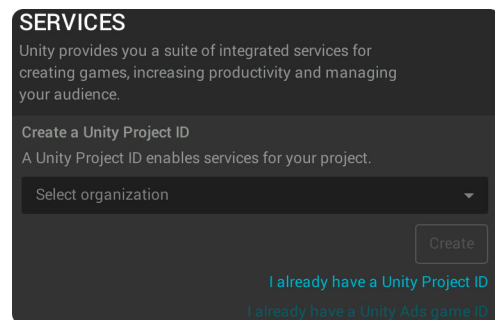 SERVICES
Unity provides you a suite of integrated services for
creating games, increasing productivity and managing
your audience.
Create a Unity Project ID
A Unity Project ID enables services for your project.
Select organization
Create
I already have a Unity Project ID
I already have a Unity Ads game ID